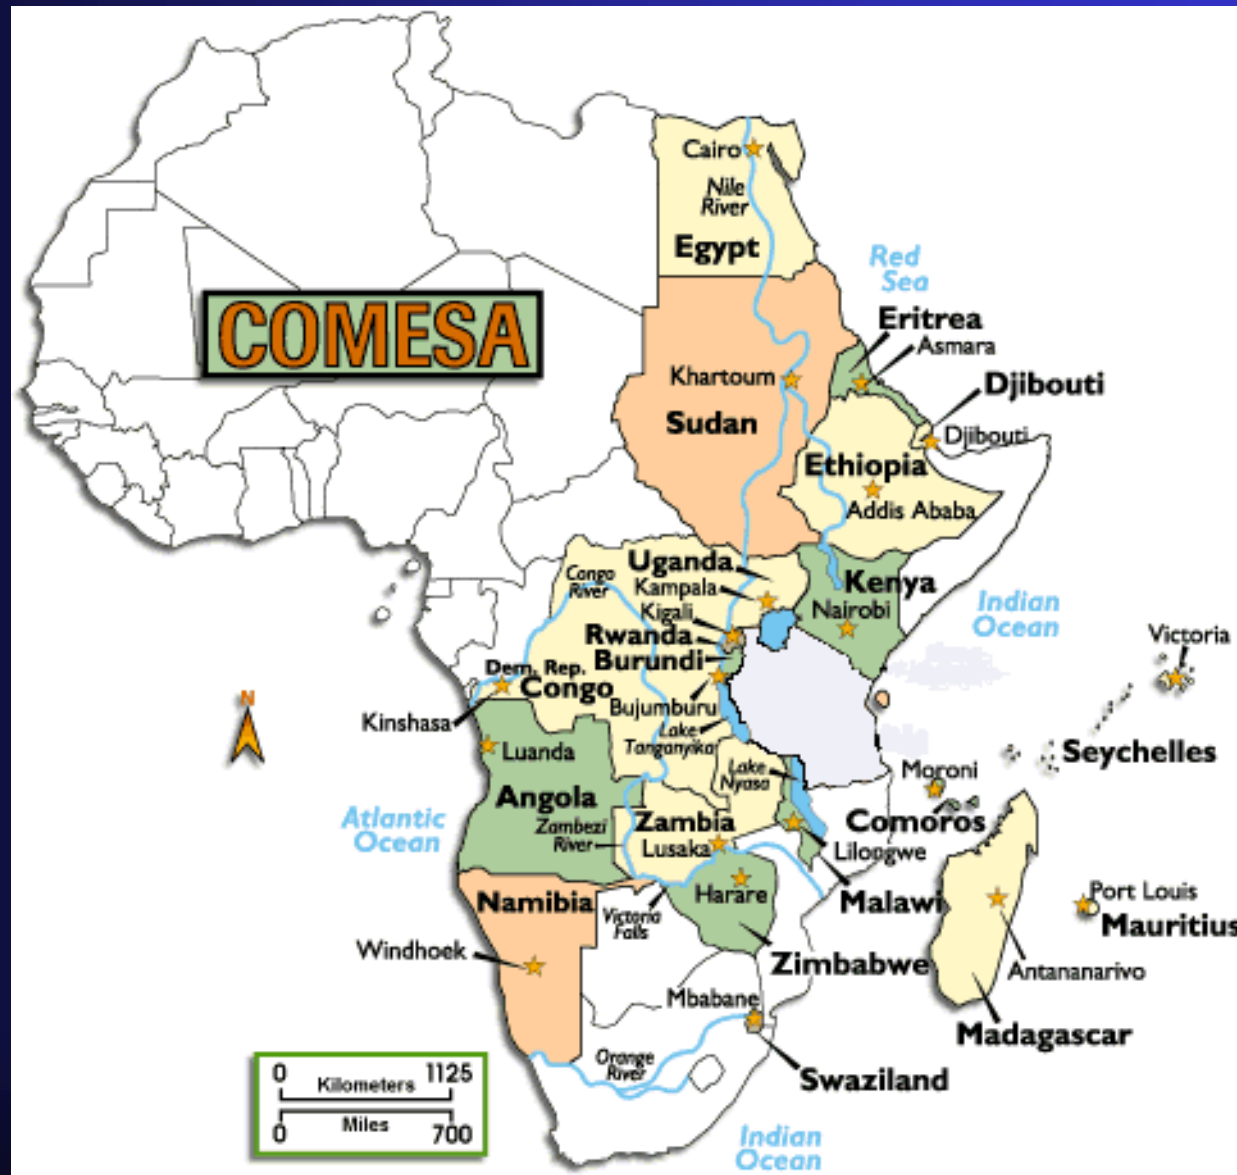 COMESA
Cairo
Nile
River
Egypt
Red
Sea
Eritrea
Asmara
Khartoum
Djibouti
Sudan
Djibouti
Ethiopia
Addis Ababa
Uganda
Congo
River
Kampala
Kenya
Kigali
Nairobi
Indian
Ocean
Rwanda
Victoria
Burundi
Dem. Rep.
Congo
Bujumburu
Kinshasa
N
Lake
Tanganyika
Luanda
Seychelles
Lake
Nyasa
Moroni
Angola
Atlantic
Ocean
Zambezi
River
Zambia
Lusaka
Comoros
Lilongwe
Namibia
Harare
Victoria
Falls
Malawi
Port Louis
Mauritius
Windhoek
Zimbabwe
Antananarivo
Mbabane
Madagascar
Orange
River
Swaziland
0 1125
Kilometers
Miles
0 700
Indian
Ocean